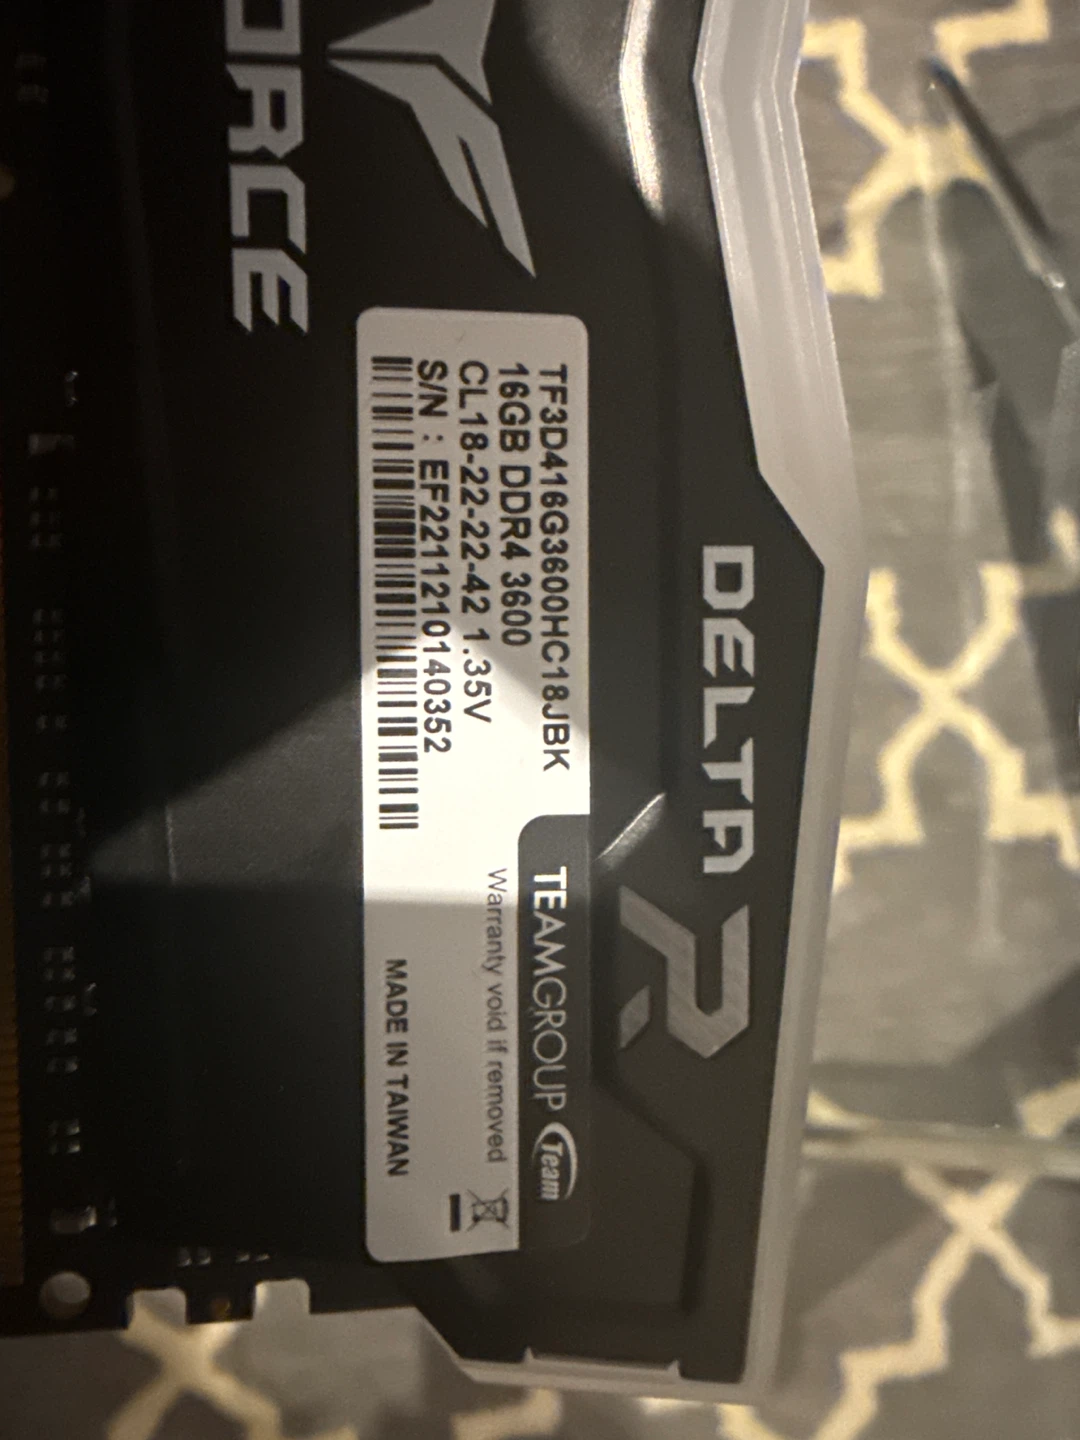 ORCE
DELTA R
TF3D416G3600HC18JBK
16GB DDR4 3600
CL18-22-22-42 1.35V
S/N : EF2211210140352
TEAMGROUP Team
Warranty void if removed
MADE IN TAIWAN